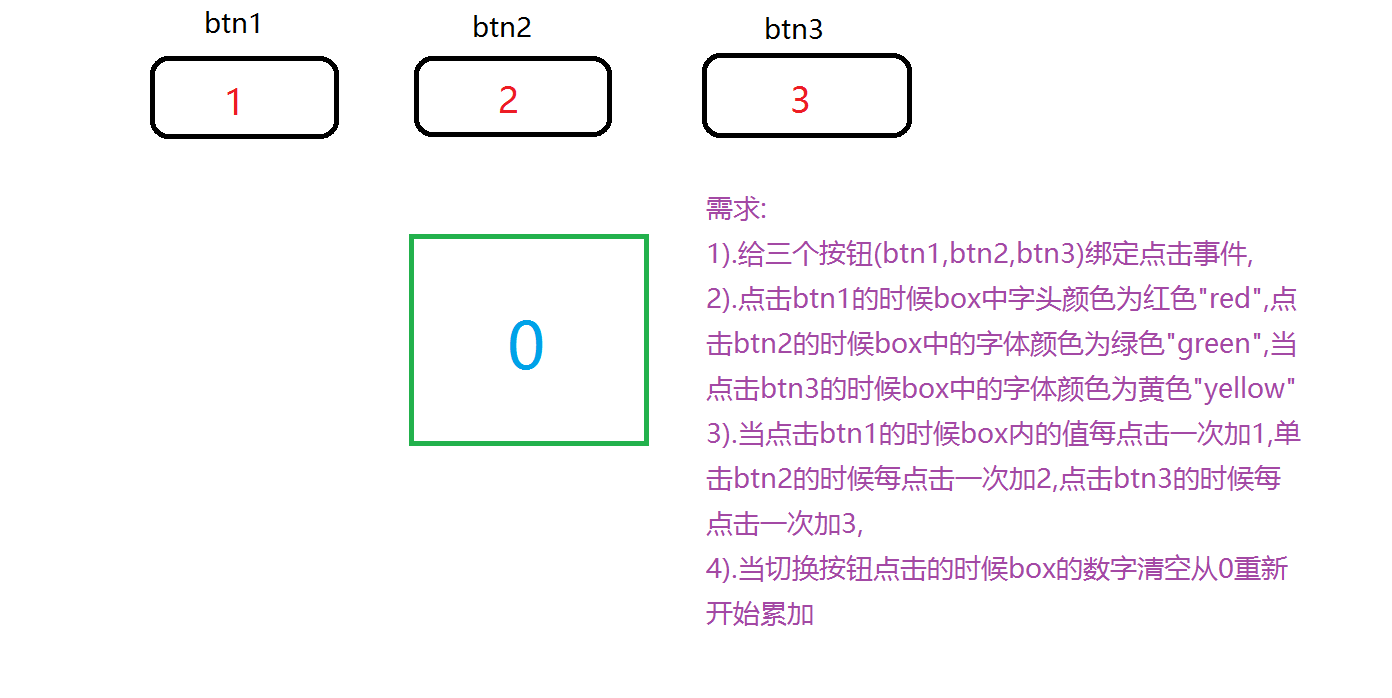 btn1
btn2
btn3
1
2
3
0
需求:
1).给三个按钮(btn1,btn2,btn3)绑定点击事件,
2).点击btn1的时候box中字头颜色为红色"red",点
击btn2的时候box中的字体颜色为绿色"green",当
点击btn3的时候box中的字体颜色为黄色"yellow"
3).当点击btn1的时候box内的值每点击一次加1,单
击btn2的时候每点击一次加2,点击btn3的时候每
点击一次加3,
4).当切换按钮点击的时候box的数字清空从0重新
开始累加